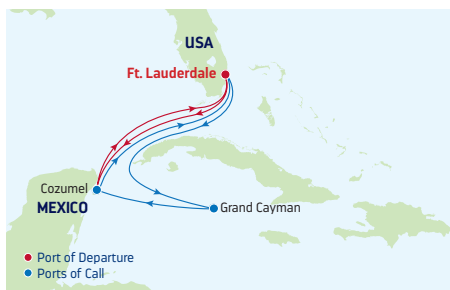 USA
Ft. Lauderdale
Cozumel
MEXICO
Grand Cayman
Port of Departure
Ports of Call